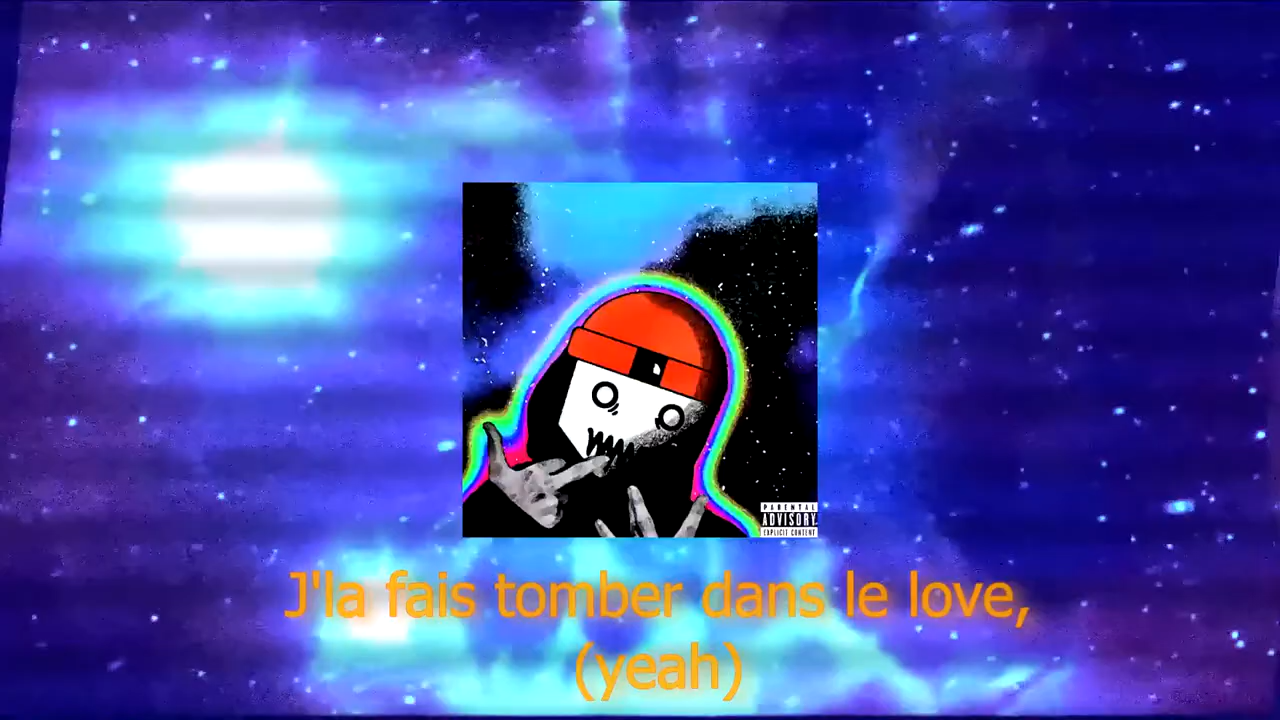 PARENTAL
ADVISORY
EXPLICIT CONTENT
J'la fais tomber dans le love,
(yeah)